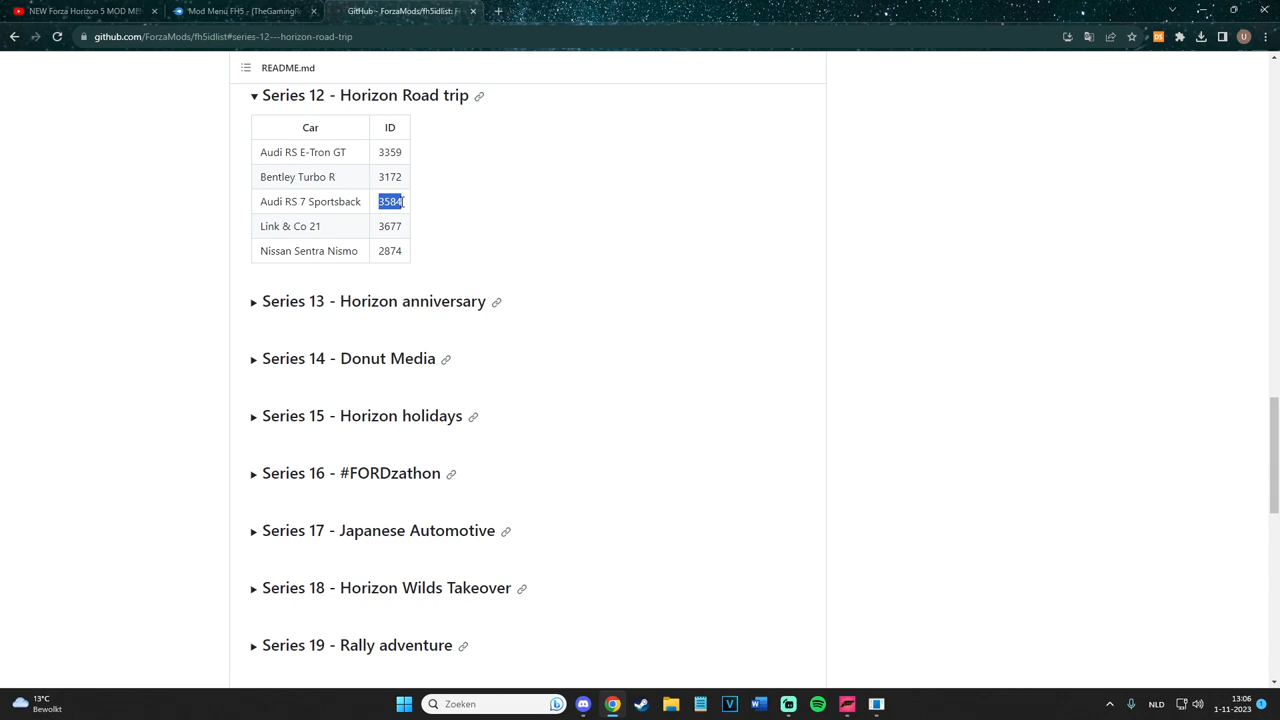 NEW Forza Horizon 5 MOD ME
Mod Menu FH5 - [TheGamingR
GitHub - ForzaMods/fh5idlist: F
github.com/ForzaMods/fh5idlist#series-12---horizon-road-trip
DS
U
README.md
Series 12 - Horizon Road trip
Car ID
Audi RS E-Tron GT 3359
Bentley Turbo R 3172
Audi RS 7 Sportsback 3584
Link & Co 21 3677
Nissan Sentra Nismo 2874
Series 13 - Horizon anniversary
Series 14 - Donut Media
Series 15 - Horizon holidays
Series 16 - #FORDzathon
Series 17 - Japanese Automotive
Series 18 - Horizon Wilds Takeover
Series 19 - Rally adventure
13°C
Bewolkt
Zoeken
NLD
13:06
1-11-2023